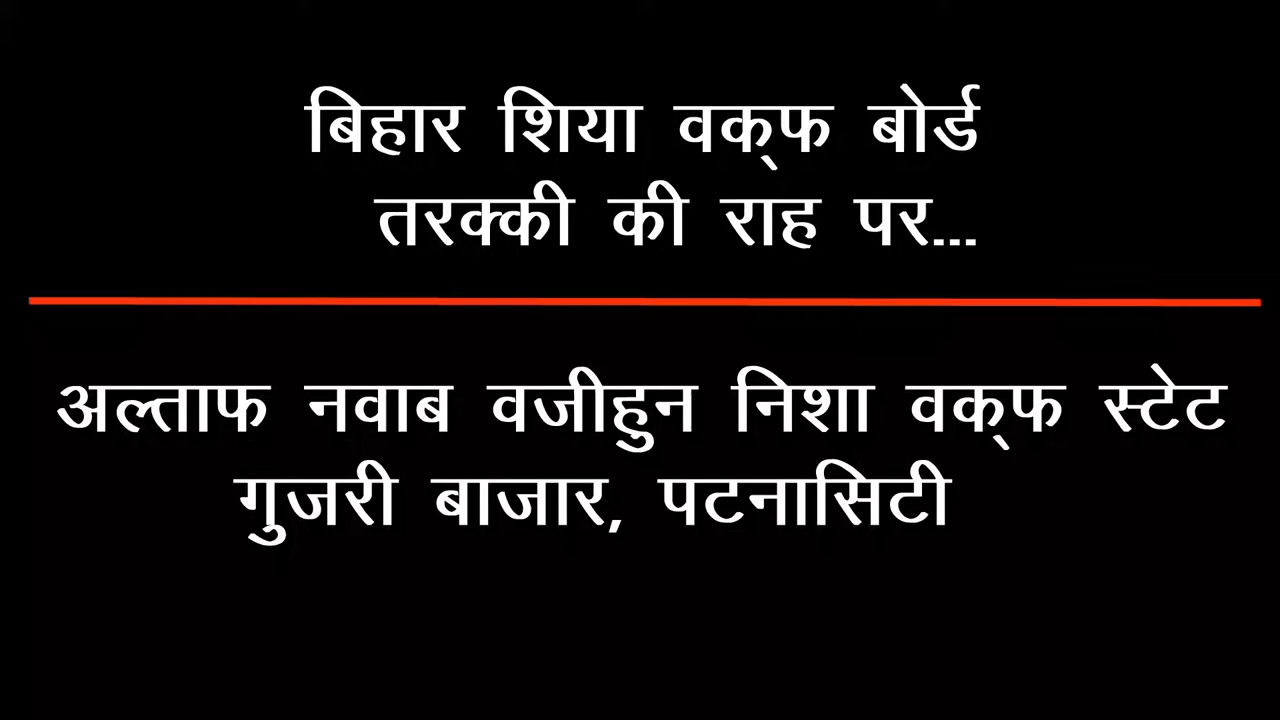 बिहार शिया वक्फ बोर्ड
तरक्की की राह पर...
अल्ताफ नवाब वजीहुन निशा वक्फ स्टेट
गुजरी बाजार, पटनासिटी